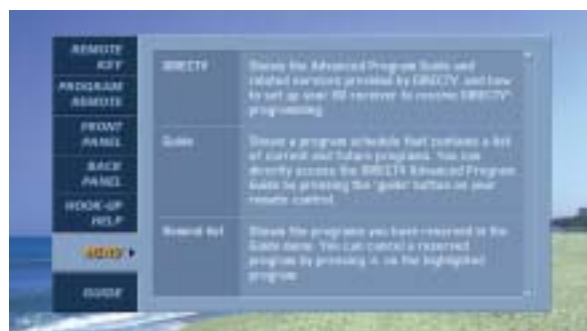 REMOTE
KEY
PROGRAM
REMOTE
FRONT
PANEL
BACK
PANEL
HOOK-UP
HELP
MENU
GUIDE
DIRECTV
Shows the Advanced Program Guide and
related services provided by DIRECTV, and how
to set up your receiver to receive DIRECTV
programming.
Guide
Shows a program schedule that contains a list
of current and future programs. You can
directly access the DIRECTV Advanced Program
Guide by pressing the 'guide' button on your
remote control.
Reserved list
Shows the programs you have reserved in the
Guide menu. You can cancel a reserved
program by pressing on the highlighted
program.